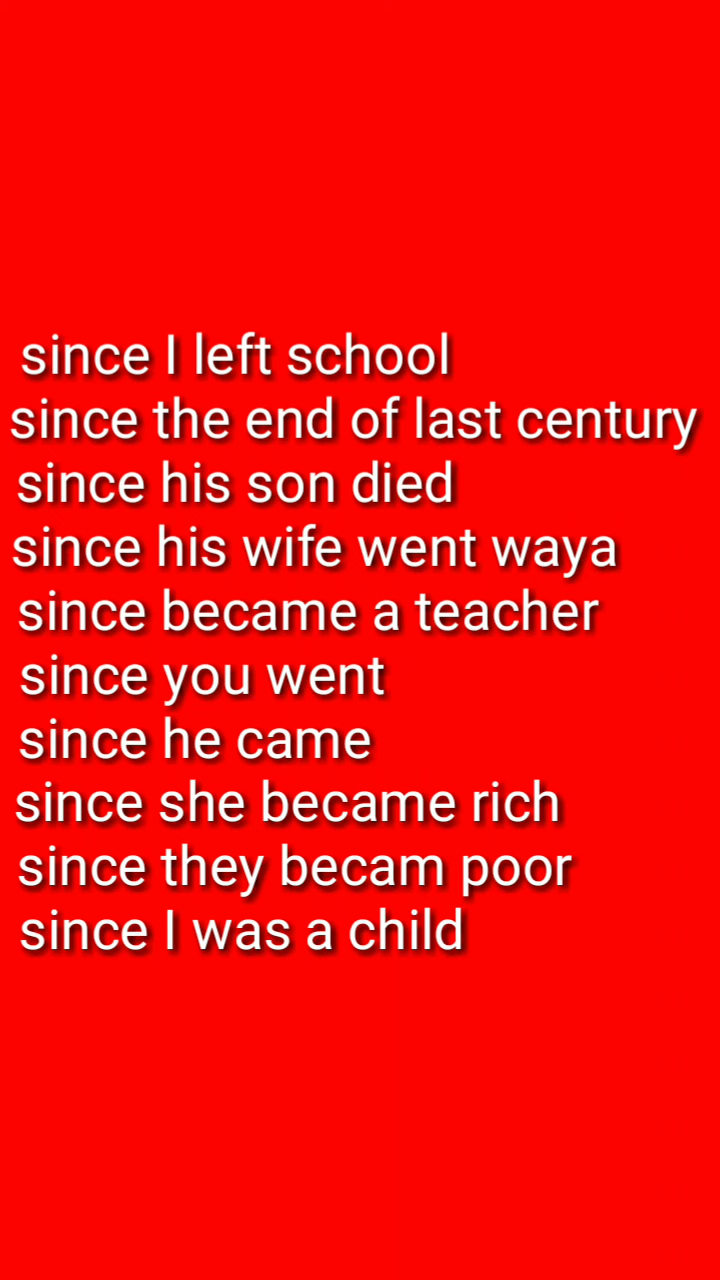 since I left school
since the end of last century
since his son died
since his wife went waya
since became a teacher
since you went
since he came
since she became rich
since they becam poor
since I was a child